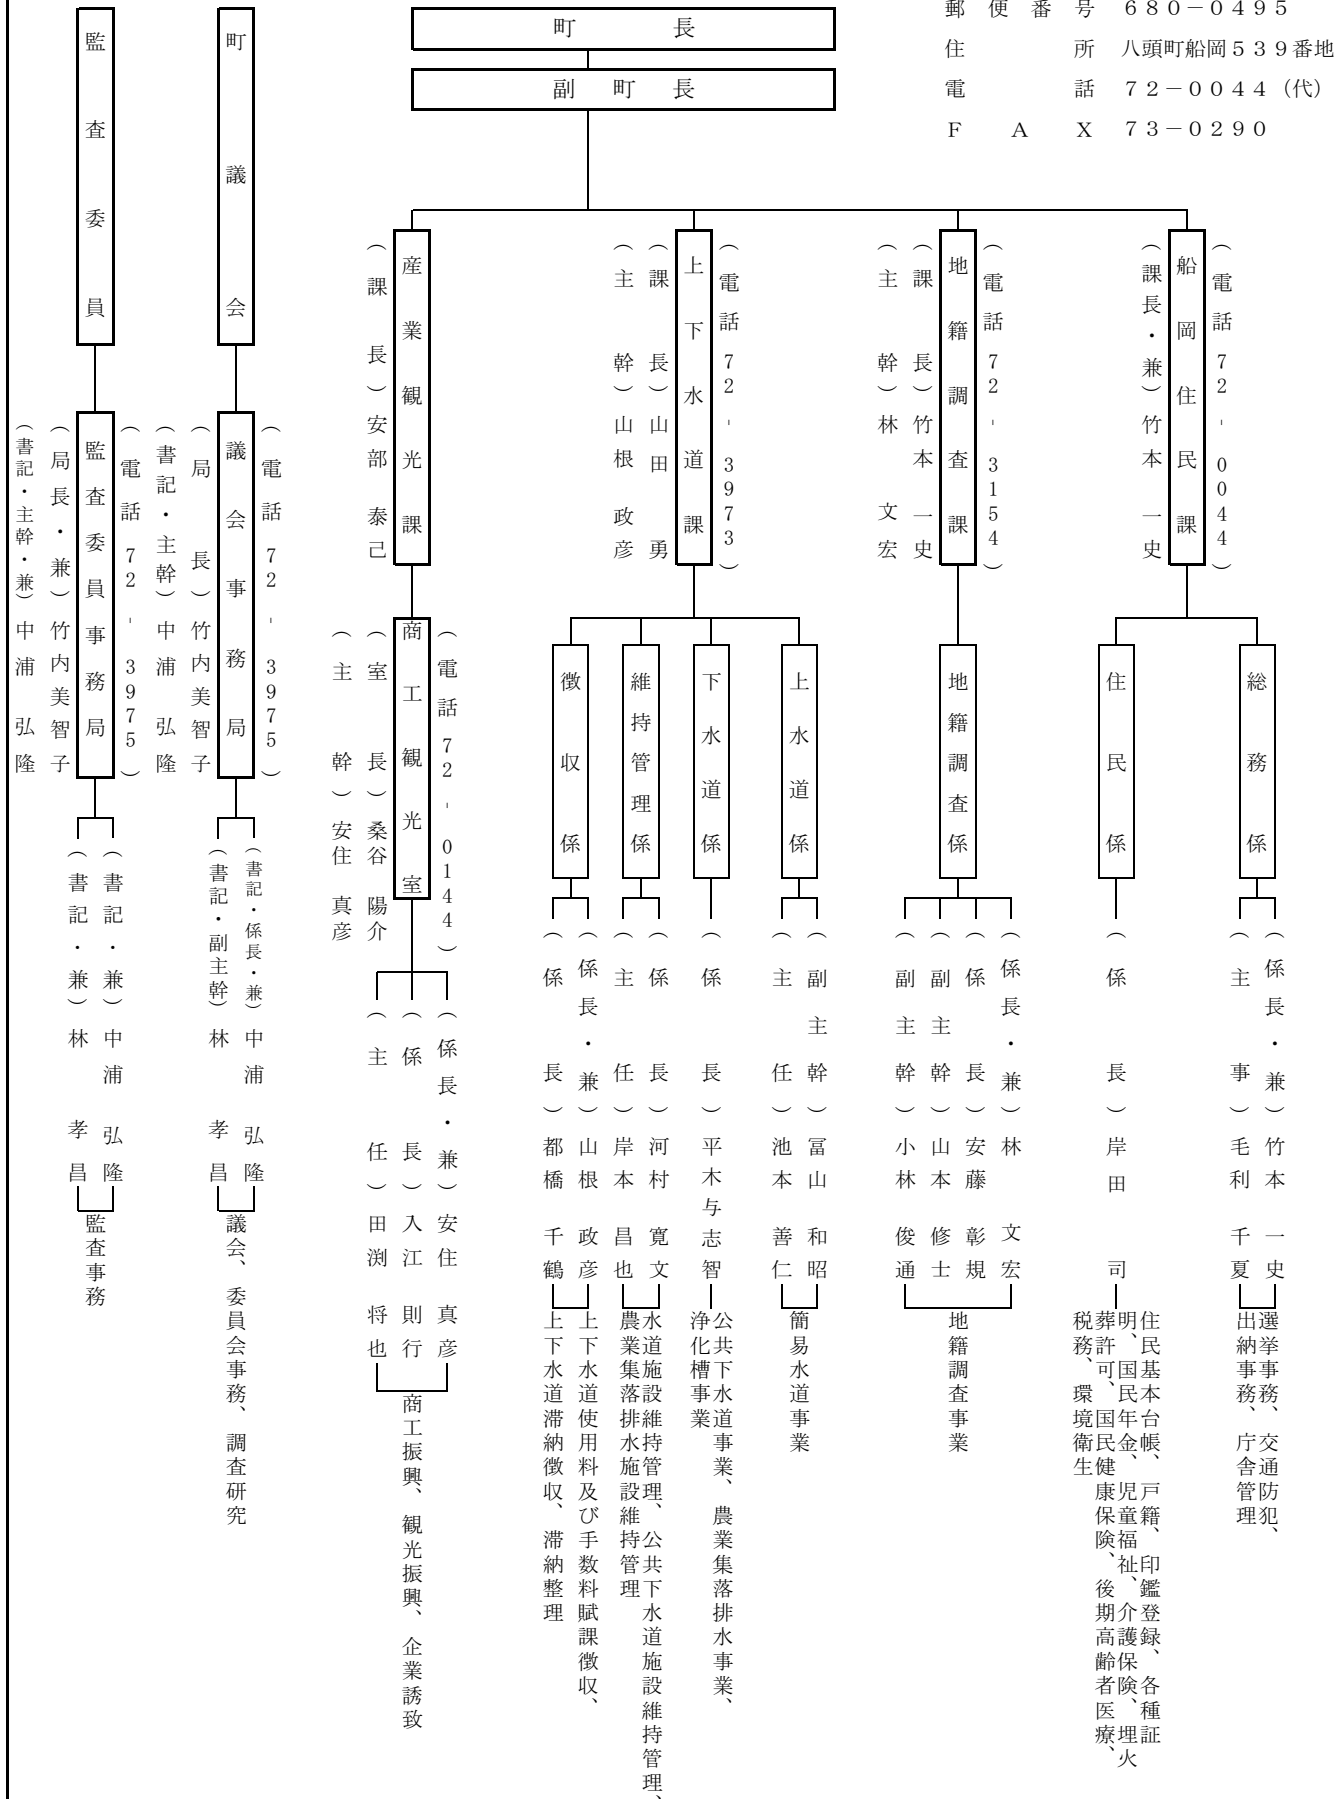 町長
副町長
郵便番号 680-0495
住所 八頭町船岡539番地
電話 72-0044(代)
FAX 73-0290
(電話72-0044)
船岡住民課
(課長・兼)竹本 一史
総務係
(係長・兼)竹本 一史
(主事)毛利 千夏
選挙事務、交通防犯、
出納事務、庁舎管理
住民係
(係長)岸田 司
住民基本台帳、戸籍、印鑑登録、各種証
明、国民年金、児童福祉、介護保険、埋火
葬許可、国民健康保険、後期高齢者医療、
税務、環境衛生
(電話72-3154)
地籍調査課
(課長)竹本 一史
(主幹)林 文宏
地籍調査係
(係長・兼)林 文宏
(係長)安藤 彰規
(副主幹)山本 修士
(副主幹)小林 俊通
地籍調査事業
(電話72-3973)
上下水道課
(課長)山田 勇
(主幹)山根 政彦
上水道係
(副主幹)冨山 和昭
(主任)池本 善仁
簡易水道事業
下水道係
(係長)平木与志智
公共下水道事業、農業集落排水事業、
浄化槽事業
維持管理係
(係長)河村 寛文
(主任)岸本 昌也
水道施設維持管理、公共下水道施設維持管理、
農業集落排水施設維持管理
徴収係
(係長・兼)山根 政彦
(係長)都橋 千鶴
上下水道使用料及び手数料賦課徴収、
上下水道滞納徴収、滞納整理
産業観光課
(課長)安部 泰己
(電話72-0144)
商工観光室
(室長)桑谷 陽介
(主幹)安住 真彦
(係長・兼)安住 真彦
(係長)入江 則行
(主任)田渕 将也
商工振興、観光振興、企業誘致
町議会
(電話72-3975)
議会事務局
(局長)竹内美智子
(書記・主幹)中浦 弘隆
(書記・係長・兼)中浦 弘隆
(書記・副主幹)林 孝昌
議会、委員会事務、調査研究
監査委員
(電話72-3975)
監査委員事務局
(局長・兼)竹内美智子
(書記・主幹・兼)中浦 弘隆
(書記・兼)中浦 弘隆
(書記・兼)林 孝昌
監査事務